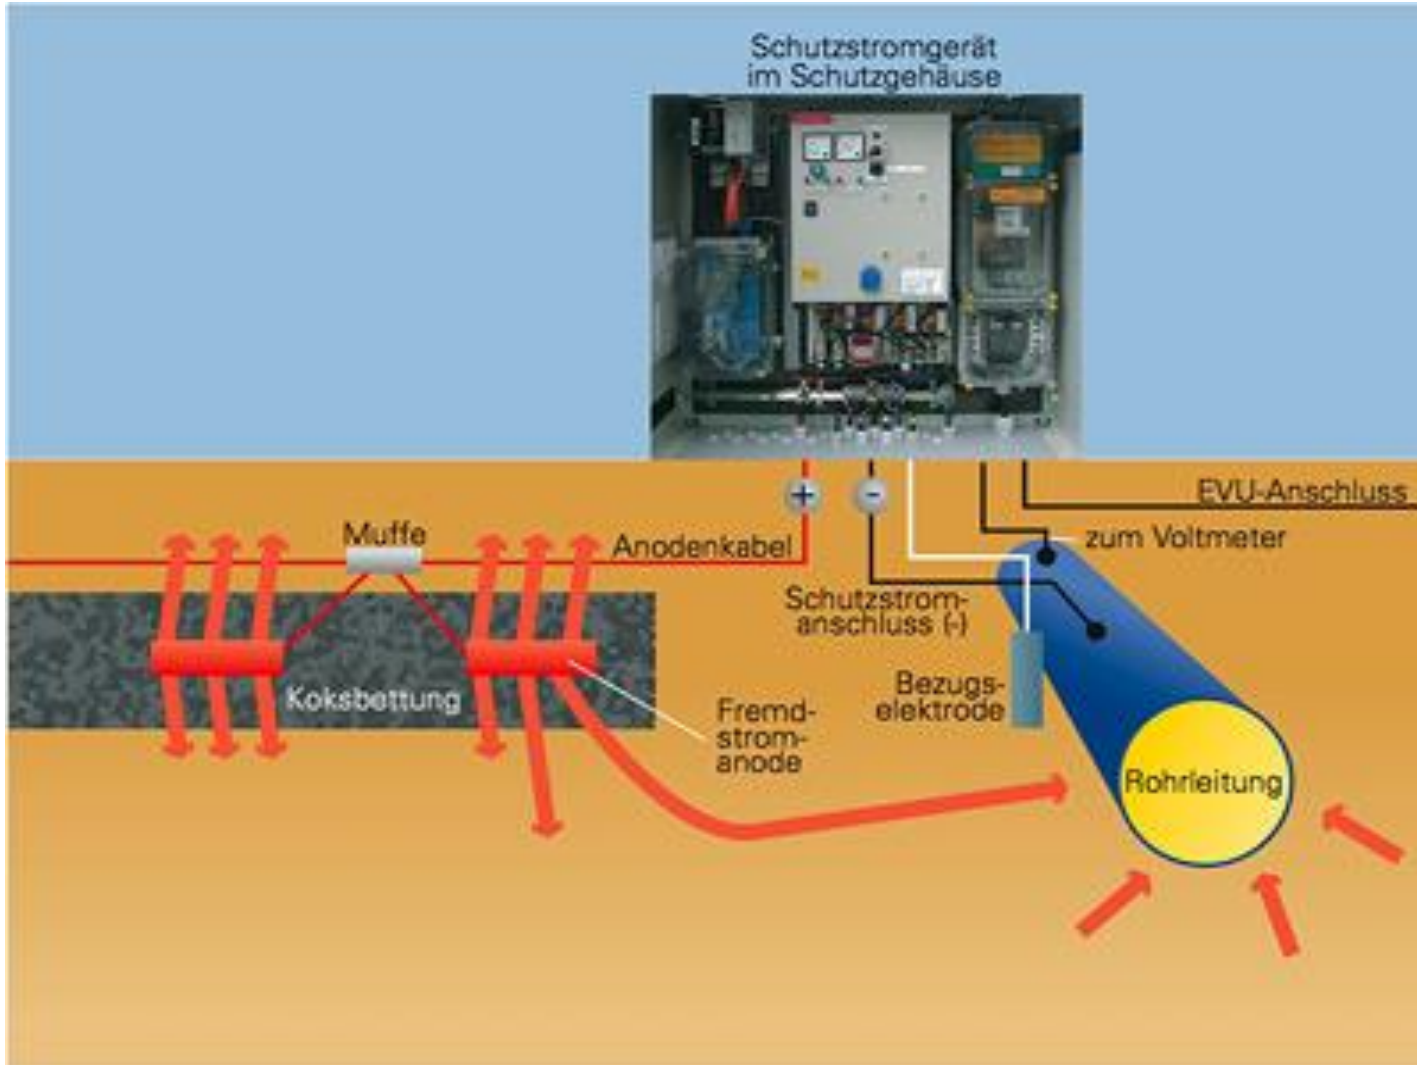 Schutzstromgerät
im Schutzgehäuse
+
-
EVU-Anschluss
Muffe
Anodenkabel
zum Voltmeter
Schutzstrom-
anschluss (-)
Koksbettung
Bezugs-
elektrode
Fremd-
strom-
anode
Rohrleitung